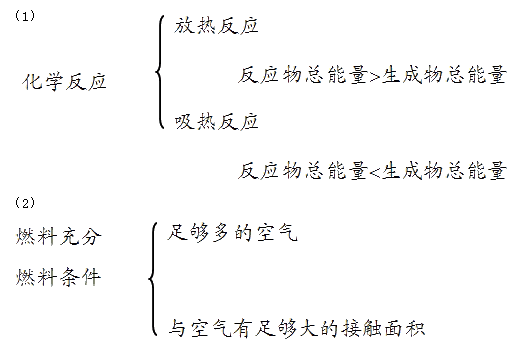 (1)
放热反应
化学反应
反应物总能量>生成物总能量
吸热反应
反应物总能量<生成物总能量
(2)
燃料充分
足够多的空气
燃料条件
与空气有足够大的接触面积